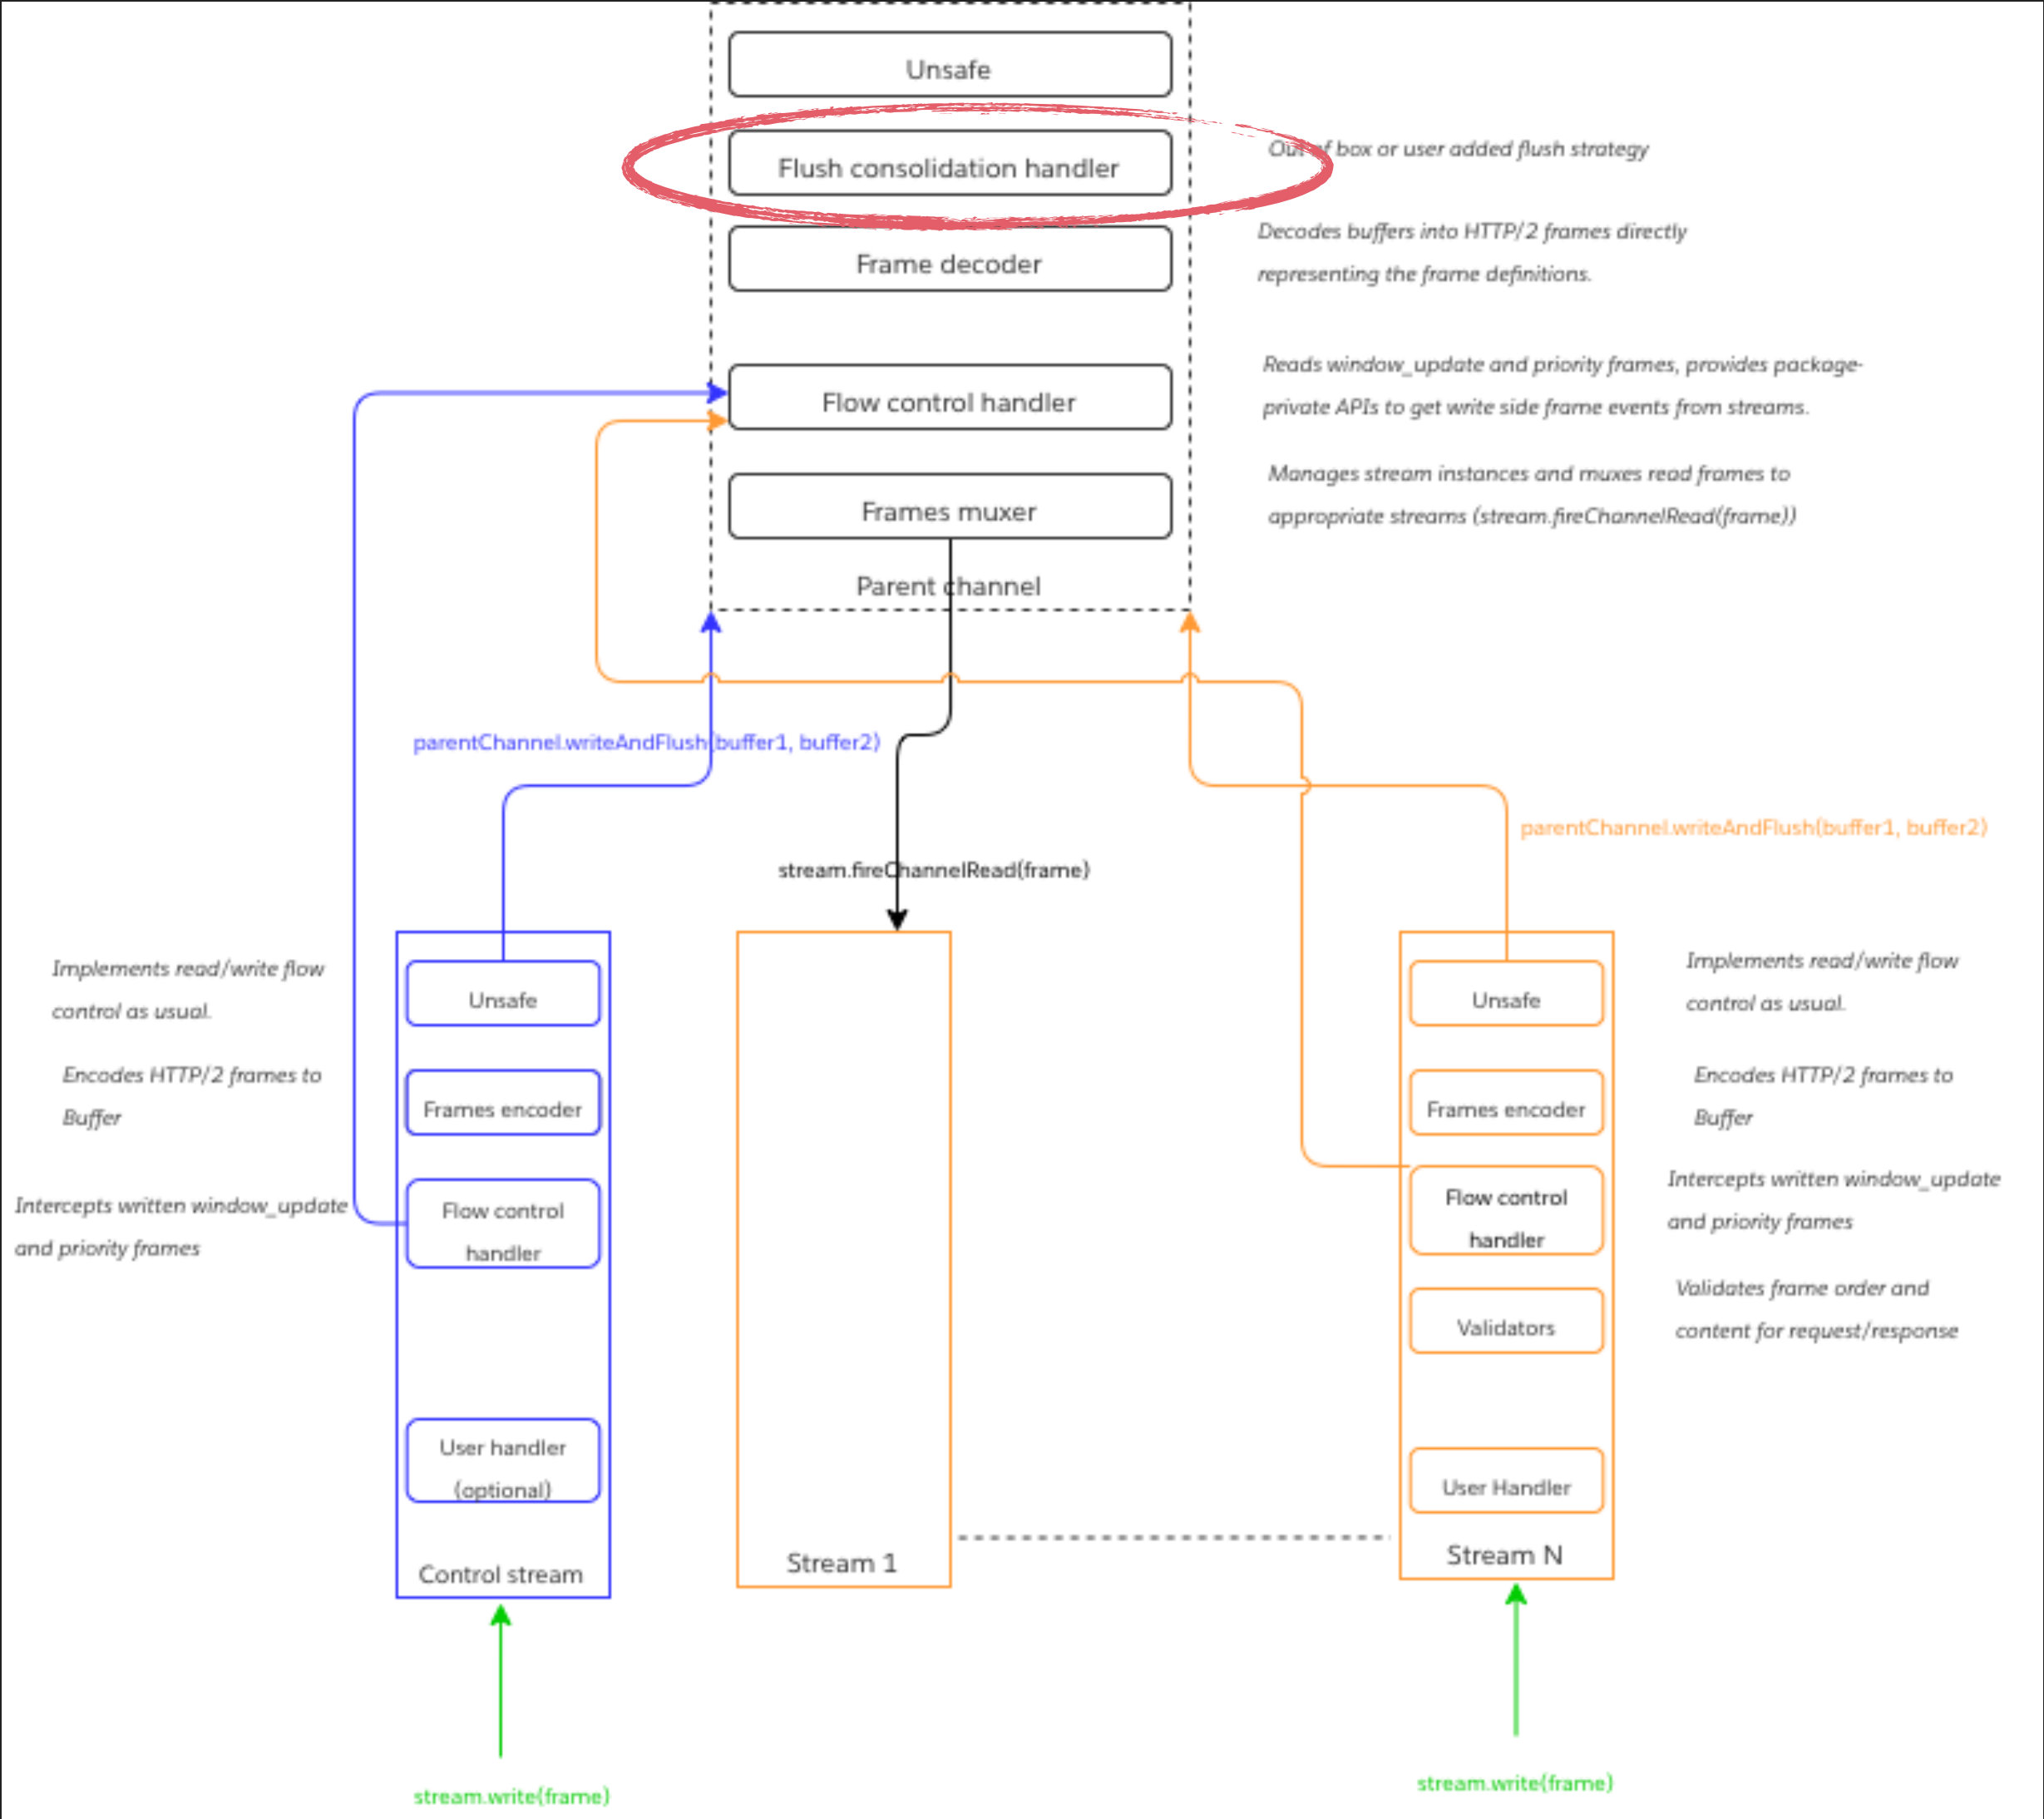 Unsafe
Flush consolidation handler
Out of box or user added flush strategy
Frame decoder
Decodes buffers into HTTP/2 frames directly
representing the frame definitions.
Flow control handler
Reads window_update and priority frames, provides package-
private APIs to get write side frame events from streams.
Frames muxer
Manages stream instances and muxes read frames to
appropriate streams (stream.fireChannelRead(frame))
Parent channel
parentChannel.writeAndFlush(buffer1, buffer2)
parentChannel.writeAndFlush(buffer1, buffer2)
stream.fireChannelRead(frame)
Implements read/write flow
control as usual.
Encodes HTTP/2 frames to
Buffer
Intercepts written window_update
and priority frames
Unsafe
Frames encoder
Flow control
handler
User handler
(optional)
Control stream
stream.write(frame)
Stream 1
Unsafe
Frames encoder
Flow control
handler
Validators
User Handler
Stream N
stream.write(frame)
Implements read/write flow
control as usual.
Encodes HTTP/2 frames to
Buffer
Intercepts written window_update
and priority frames
Validates frame order and
content for request/response